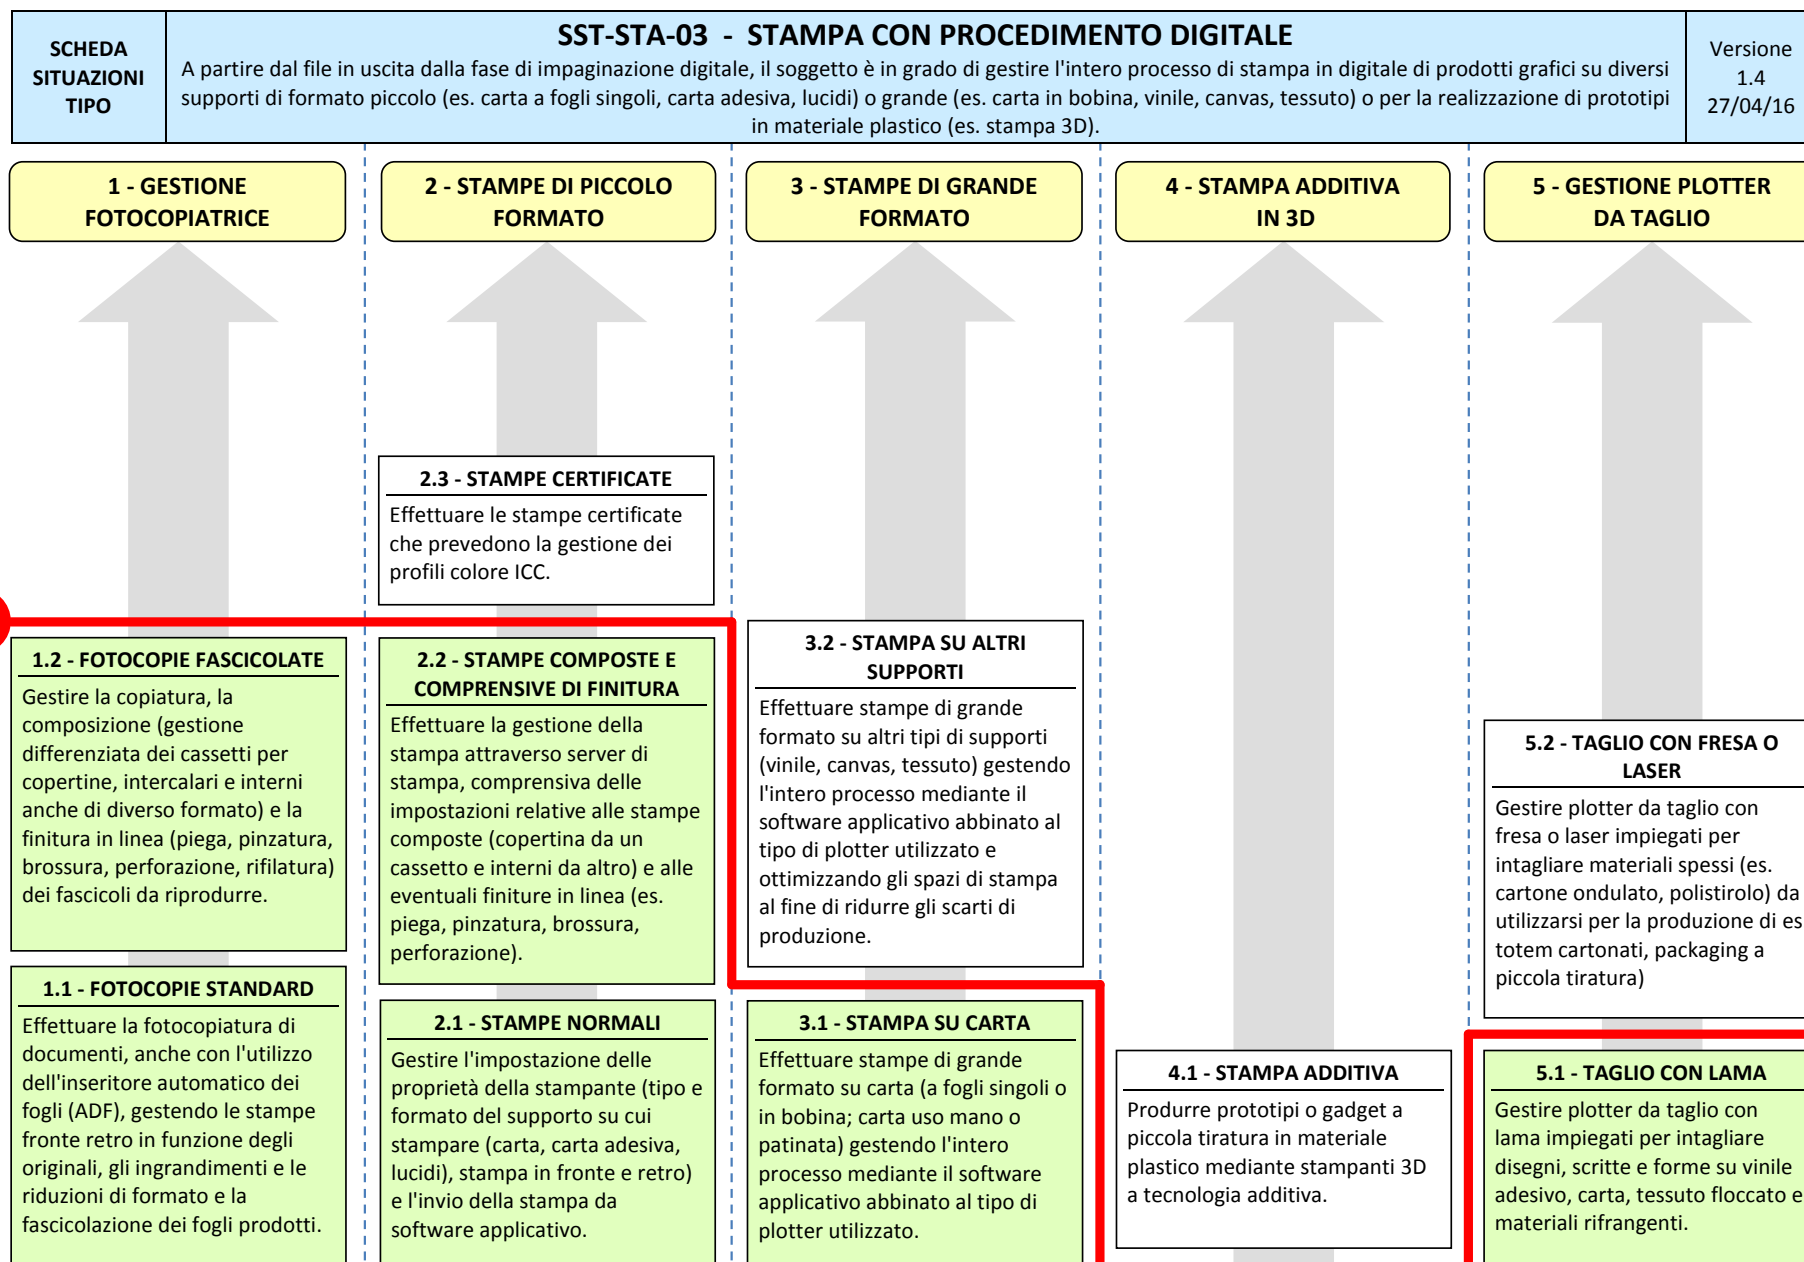 SCHEDA
SITUAZIONI
TIPO
SST-STA-03 - STAMPA CON PROCEDIMENTO DIGITALE
A partire dal file in uscita dalla fase di impaginazione digitale, il soggetto è in grado di gestire l'intero processo di stampa in digitale di prodotti grafici su diversi
supporti di formato piccolo (es. carta a fogli singoli, carta adesiva, lucidi) o grande (es. carta in bobina, vinile, canvas, tessuto) o per la realizzazione di prototipi
in materiale plastico (es. stampa 3D).
Versione
1.4
27/04/16
1 - GESTIONE
FOTOCOPIATRICE
1.2 - FOTOCOPIE FASCICOLATE
Gestire la copiatura, la
composizione (gestione
differenziata dei cassetti per
copertine, intercalari e interni
anche di diverso formato) e la
finitura in linea (piega, pinzatura,
brossura, perforazione, rifilatura)
dei fascicoli da riprodurre.
1.1 - FOTOCOPIE STANDARD
Effettuare la fotocopiatura di
documenti, anche con l'utilizzo
dell'inseritore automatico dei
fogli (ADF), gestendo le stampe
fronte retro in funzione degli
originali, gli ingrandimenti e le
riduzioni di formato e la
fascicolazione dei fogli prodotti.
2 - STAMPE DI PICCOLO
FORMATO
2.3 - STAMPE CERTIFICATE
Effettuare le stampe certificate
che prevedono la gestione dei
profili colore ICC.
2.2 - STAMPE COMPOSTE E
COMPRENSIVE DI FINITURA
Effettuare la gestione della
stampa attraverso server di
stampa, comprensiva delle
impostazioni relative alle stampe
composte (copertina da un
cassetto e interni da altro) e alle
eventuali finiture in linea (es.
piega, pinzatura, brossura,
perforazione).
2.1 - STAMPE NORMALI
Gestire l'impostazione delle
proprietà della stampante (tipo e
formato del supporto su cui
stampare (carta, carta adesiva,
lucidi), stampa in fronte e retro)
e l'invio della stampa da
software applicativo.
3 - STAMPE DI GRANDE
FORMATO
3.2 - STAMPA SU ALTRI
SUPPORTI
Effettuare stampe di grande
formato su altri tipi di supporti
(vinile, canvas, tessuto) gestendo
l'intero processo mediante il
software applicativo abbinato al
tipo di plotter utilizzato e
ottimizzando gli spazi di stampa
al fine di ridurre gli scarti di
produzione.
3.1 - STAMPA SU CARTA
Effettuare stampe di grande
formato su carta (a fogli singoli o
in bobina; carta uso mano o
patinata) gestendo l'intero
processo mediante il software
applicativo abbinato al tipo di
plotter utilizzato.
4 - STAMPA ADDITIVA
IN 3D
4.1 - STAMPA ADDITIVA
Produrre prototipi o gadget a
piccola tiratura in materiale
plastico mediante stampanti 3D
a tecnologia additiva.
5 - GESTIONE PLOTTER
DA TAGLIO
5.2 - TAGLIO CON FRESA O
LASER
Gestire plotter da taglio con
fresa o laser impiegati per
intagliare materiali spessi (es.
cartone ondulato, polistirolo) da
utilizzarsi per la produzione di es
totem cartonati, packaging a
piccola tiratura)
5.1 - TAGLIO CON LAMA
Gestire plotter da taglio con
lama impiegati per intagliare
disegni, scritte e forme su vinile
adesivo, carta, tessuto floccato e
materiali rifrangenti.